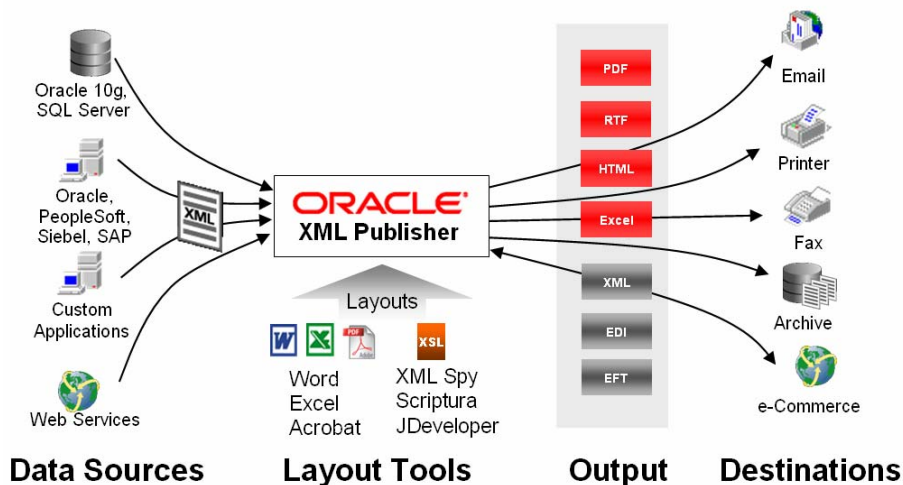 Oracle 10g,
SQL Server
Oracle,
PeopleSoft,
Siebel, SAP
Custom
Applications
Web Services
Data Sources
XML
ORACLE
XML Publisher
Layouts
W
X
PDF
Adobe
XSL
Word
Excel
Acrobat
XML Spy
Scriptura
JDeveloper
Layout Tools
PDF
RTF
HTML
Excel
XML
EDI
EFT
Output
Email
Printer
Fax
Archive
e-Commerce
Destinations